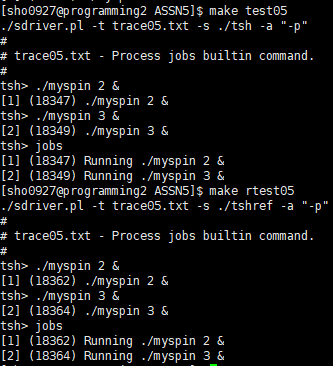 [sho0927@programming2 ASSN5]$ make test05
./sdriver.pl -t trace05.txt -s ./tsh -a "-p"
#
# trace05.txt - Process jobs builtin command.
#
tsh> ./myspin 2 &
[1] (18347) ./myspin 2 &
tsh> ./myspin 3 &
[2] (18349) ./myspin 3 &
tsh> jobs
[1] (18347) Running ./myspin 2 &
[2] (18349) Running ./myspin 3 &
[sho0927@programming2 ASSN5]$ make rtest05
./sdriver.pl -t trace05.txt -s ./tshref -a "-p"
#
# trace05.txt - Process jobs builtin command.
#
tsh> ./myspin 2 &
[1] (18362) ./myspin 2 &
tsh> ./myspin 3 &
[2] (18364) ./myspin 3 &
tsh> jobs
[1] (18362) Running ./myspin 2 &
[2] (18364) Running ./myspin 3 &